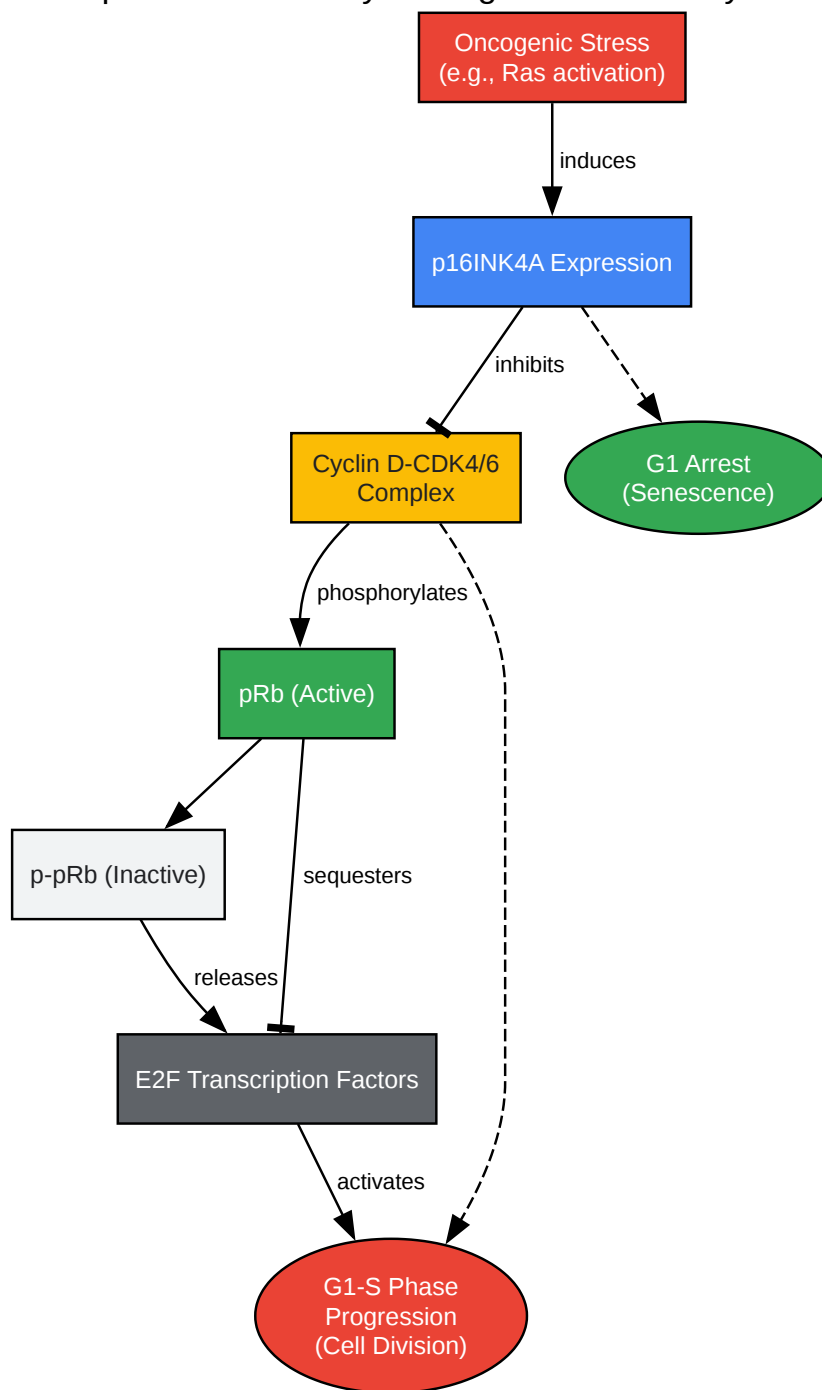 Oncogenic Stress
(e.g., Ras activation)
induces
p16INK4A Expression
inhibits
Cyclin D-CDK4/6
Complex
G1 Arrest
(Senescence)
phosphorylates
pRb (Active)
p-pRb (Inactive)
sequesters
releases
E2F Transcription Factors
activates
G1-S Phase
Progression
(Cell Division)